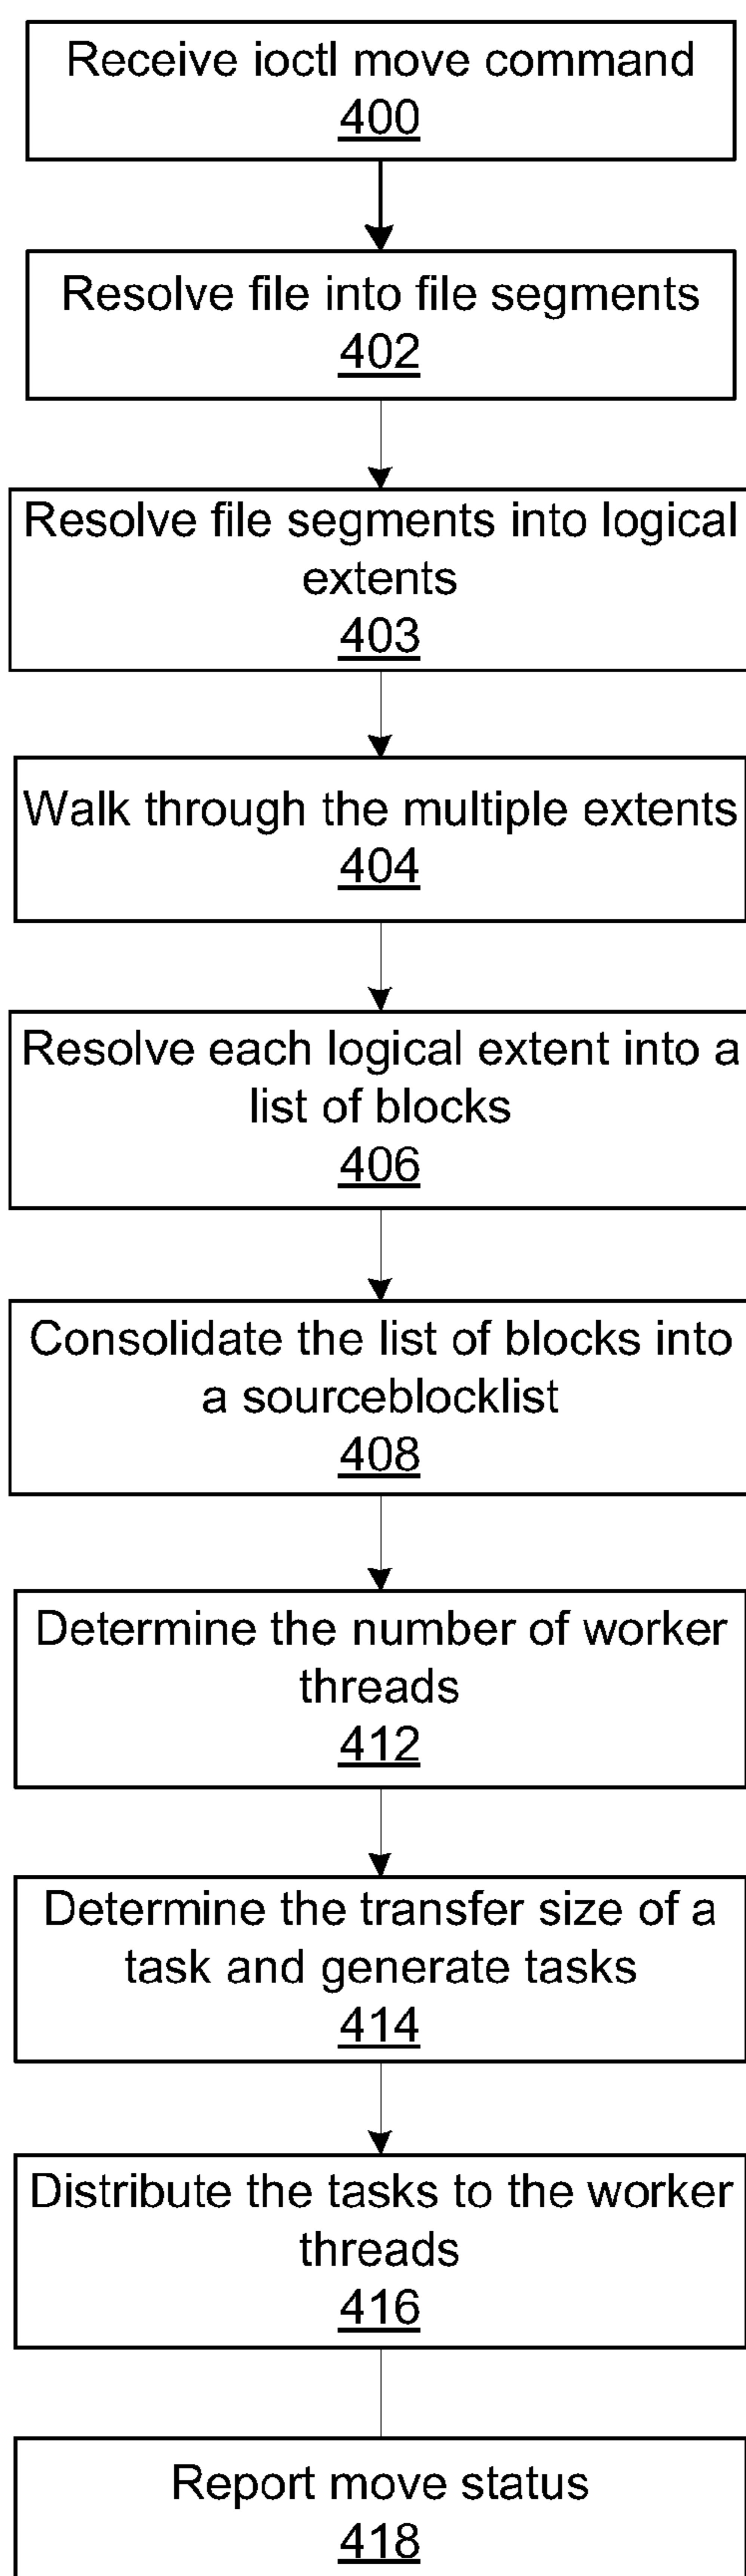 Receive ioctl move command
400
Resolve file into file segments
402
Resolve file segments into logical
extents
403
Walk through the multiple extents
404
Resolve each logical extent into a
list of blocks
406
Consolidate the list of blocks into
a sourceblocklist
408
Determine the number of worker
threads
412
Determine the transfer size of a
task and generate tasks
414
Distribute the tasks to the worker
threads
416
Report move status
418